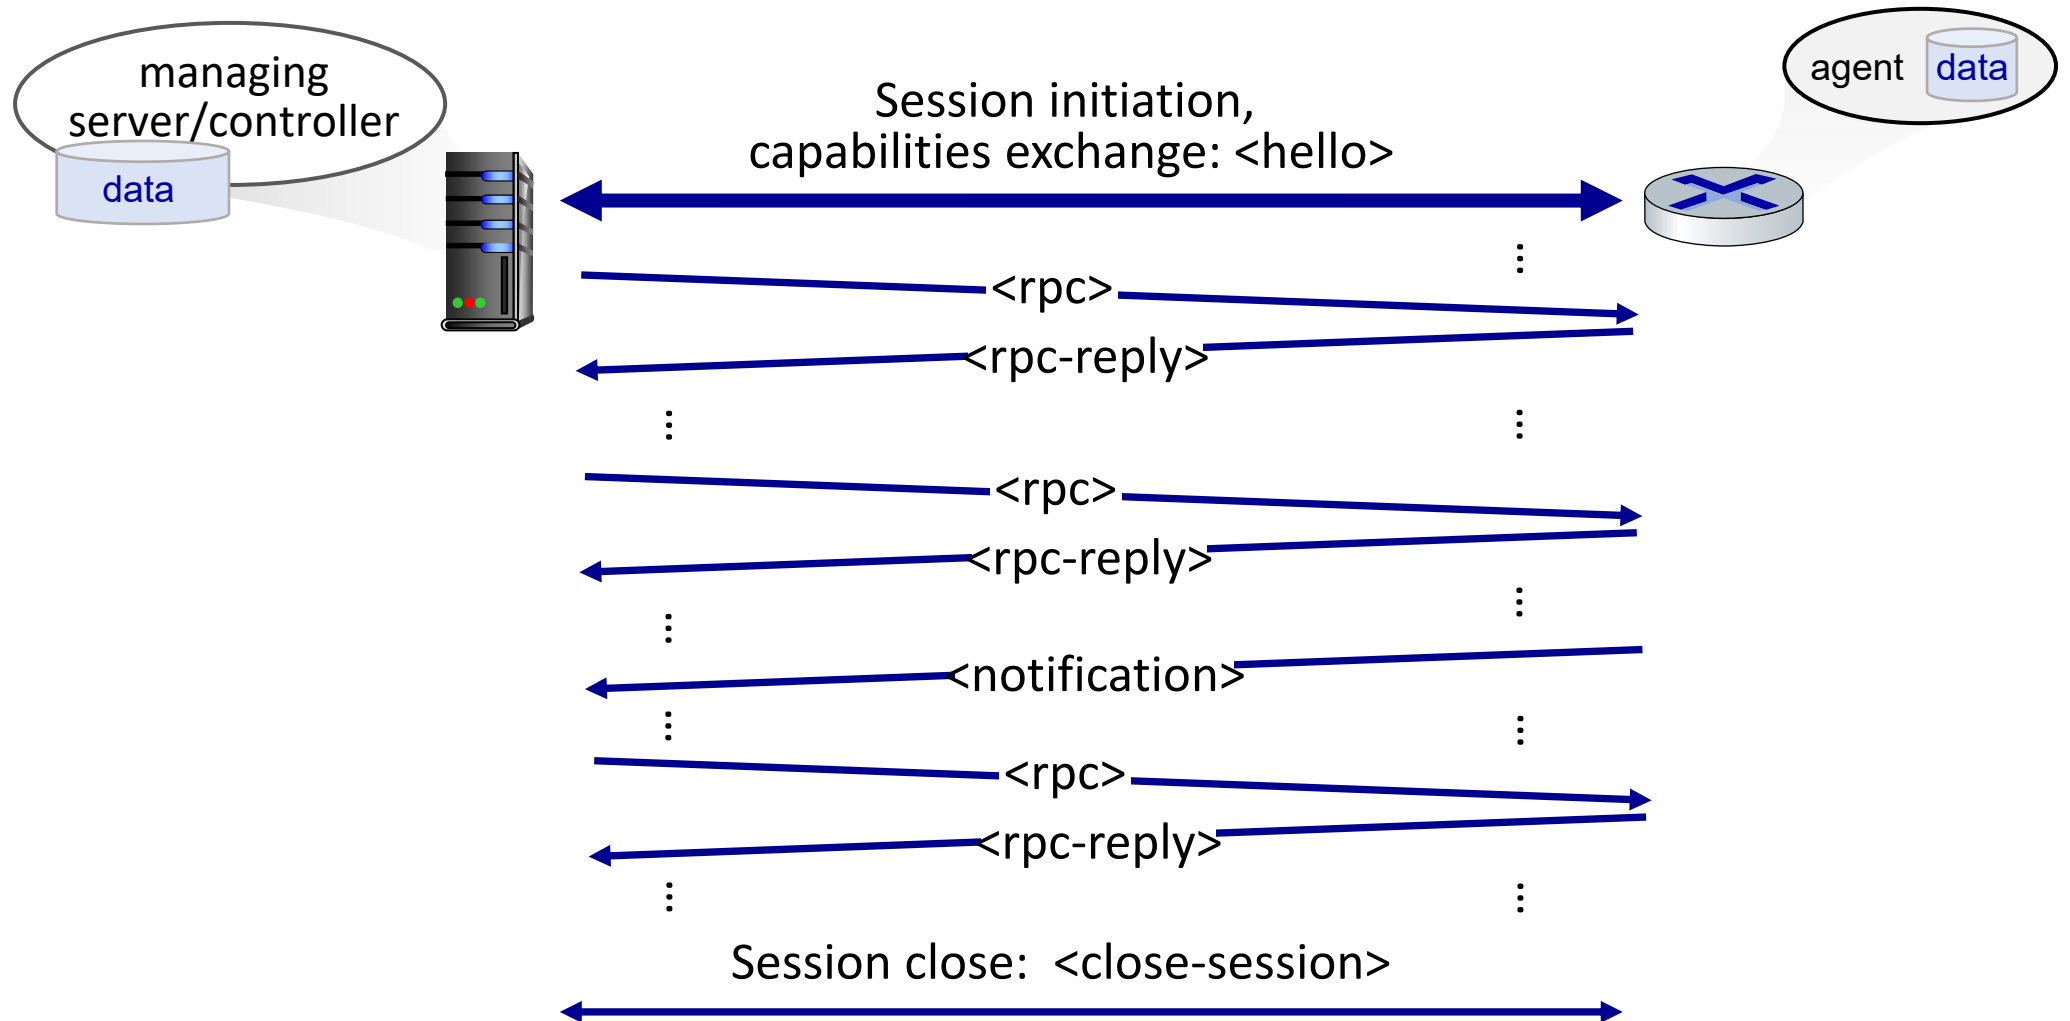 managing
server/controller
data
agent
data
Session initiation,
capabilities exchange: <hello>
<rpc>
<rpc-reply>
<rpc>
<rpc-reply>
<notification>
<rpc>
<rpc-reply>
Session close:  <close-session>